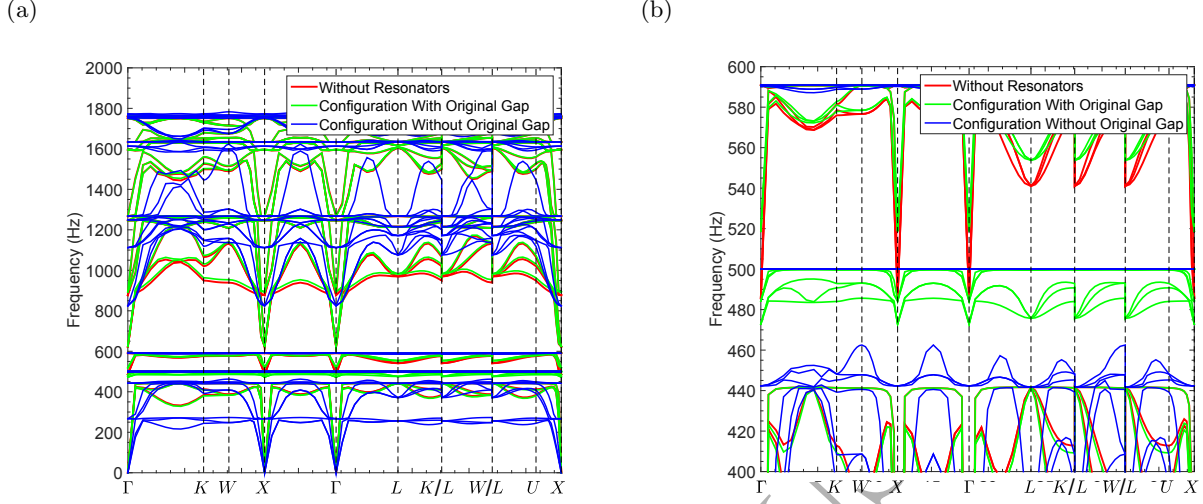 (a)
(b)
2000
1800
1600
1400
1200
1000
800
600
400
200
0
Frequency (Hz)
Without Resonators
Configuration With Original Gap
Configuration Without Original Gap
Γ K W X Γ L K/L W/L U X
600
580
560
540
520
500
480
460
440
420
400
Frequency (Hz)
Without Resonators
Configuration With Original Gap
Configuration Without Original Gap
Γ K W X Γ L K/L W/L U X